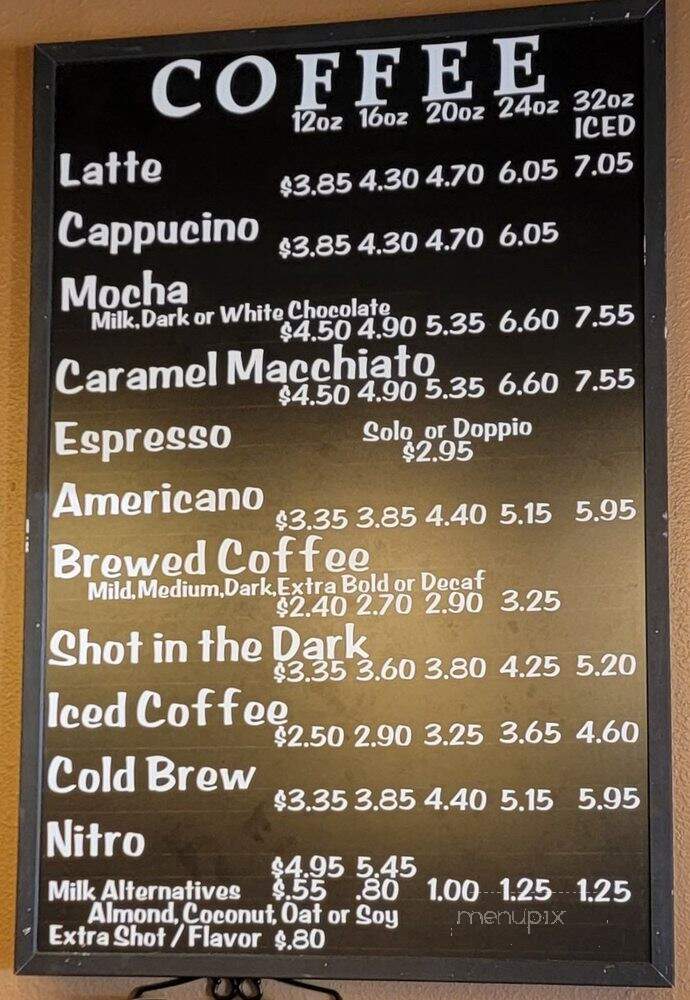 COFFEE
12oz 16oz 20oz 24oz 32oz
ICED
Latte $3.85 4.30 4.70 6.05 7.05
Cappucino $3.85 4.30 4.70 6.05
Mocha
Milk,Dark or White Chocolate
$4.50 4.90 5.35 6.60 7.55
Caramel Macchiato
$4.50 4.90 5.35 6.60 7.55
Espresso Solo or Doppio
$2.95
Americano $3.35 3.85 4.40 5.15 5.95
Brewed Coffee
Mild,Medium,Dark,Extra Bold or Decaf
$2.40 2.70 2.90 3.25
Shot in the Dark
$3.35 3.60 3.80 4.25 5.20
Iced Coffee
$2.50 2.90 3.25 3.65 4.60
Cold Brew
$3.35 3.85 4.40 5.15 5.95
Nitro
$4.95 5.45
Milk Alternatives $.55 .80 1.00 1.25 1.25
Almond, Coconut, Oat or Soy
menupix
Extra Shot / Flavor $.80